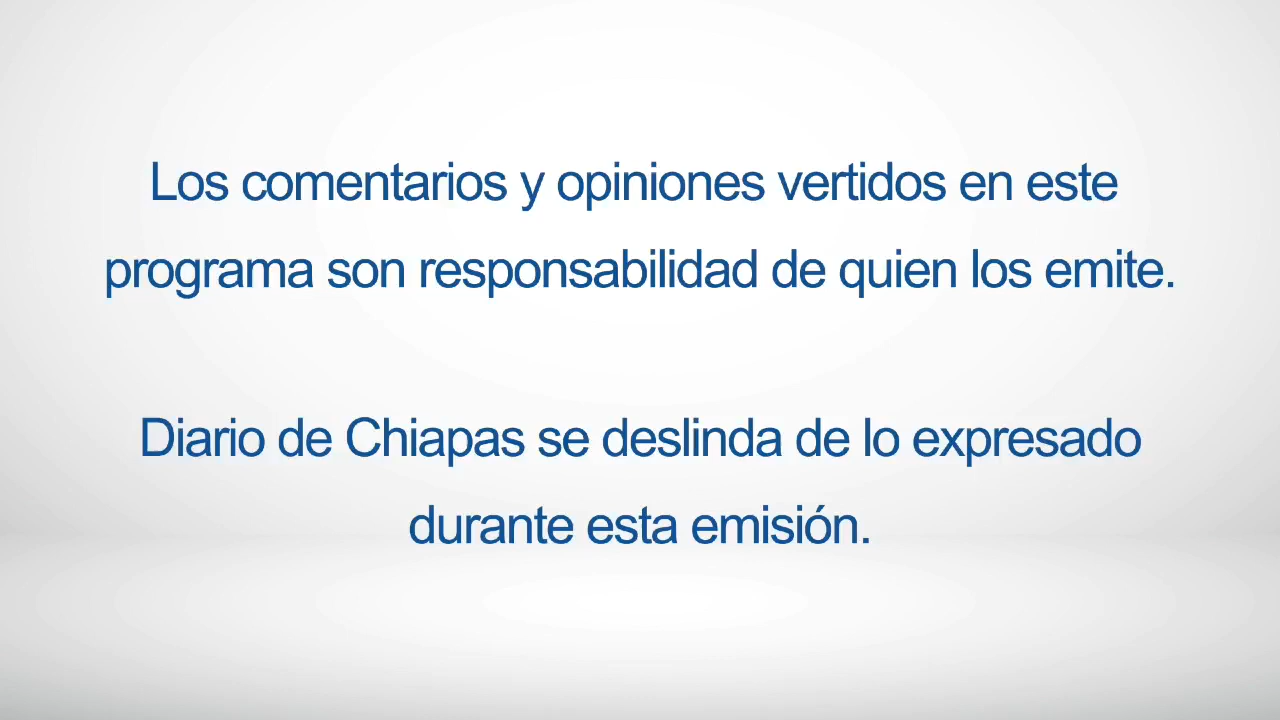 Los comentarios y opiniones vertidos en este
programa son responsabilidad de quien los emite.
Diario de Chiapas se deslinda de lo expresado
durante esta emisión.